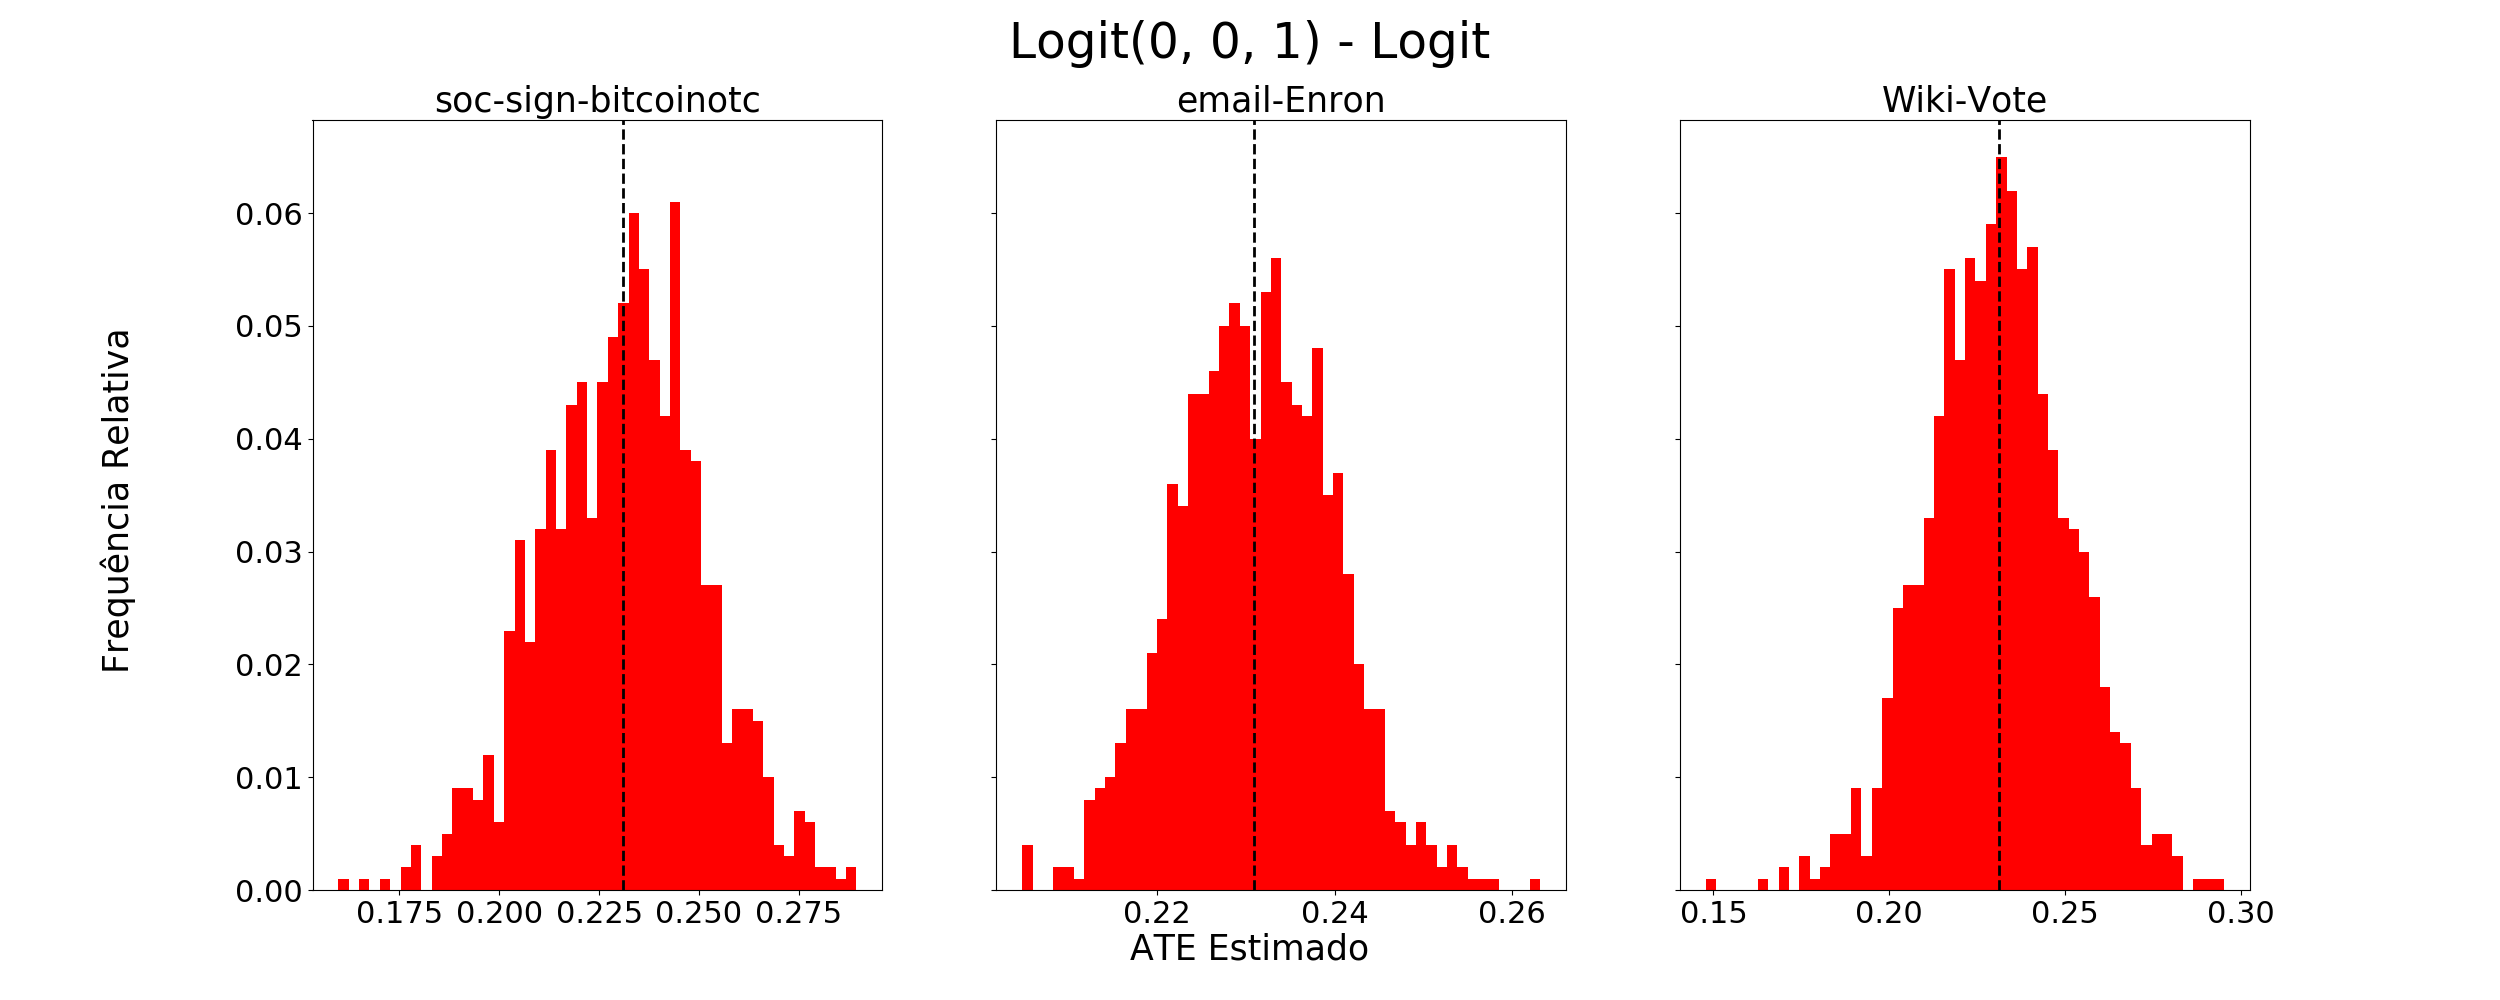 Logit(0, 0, 1) - Logit
soc-sign-bitcoinotc
email-Enron
Wiki-Vote
Frequência Relativa
0.06
0.05
0.04
0.03
0.02
0.01
0.00
0.175 0.200 0.225 0.250 0.275
0.22 0.24 0.26
0.15 0.20 0.25 0.30
ATE Estimado